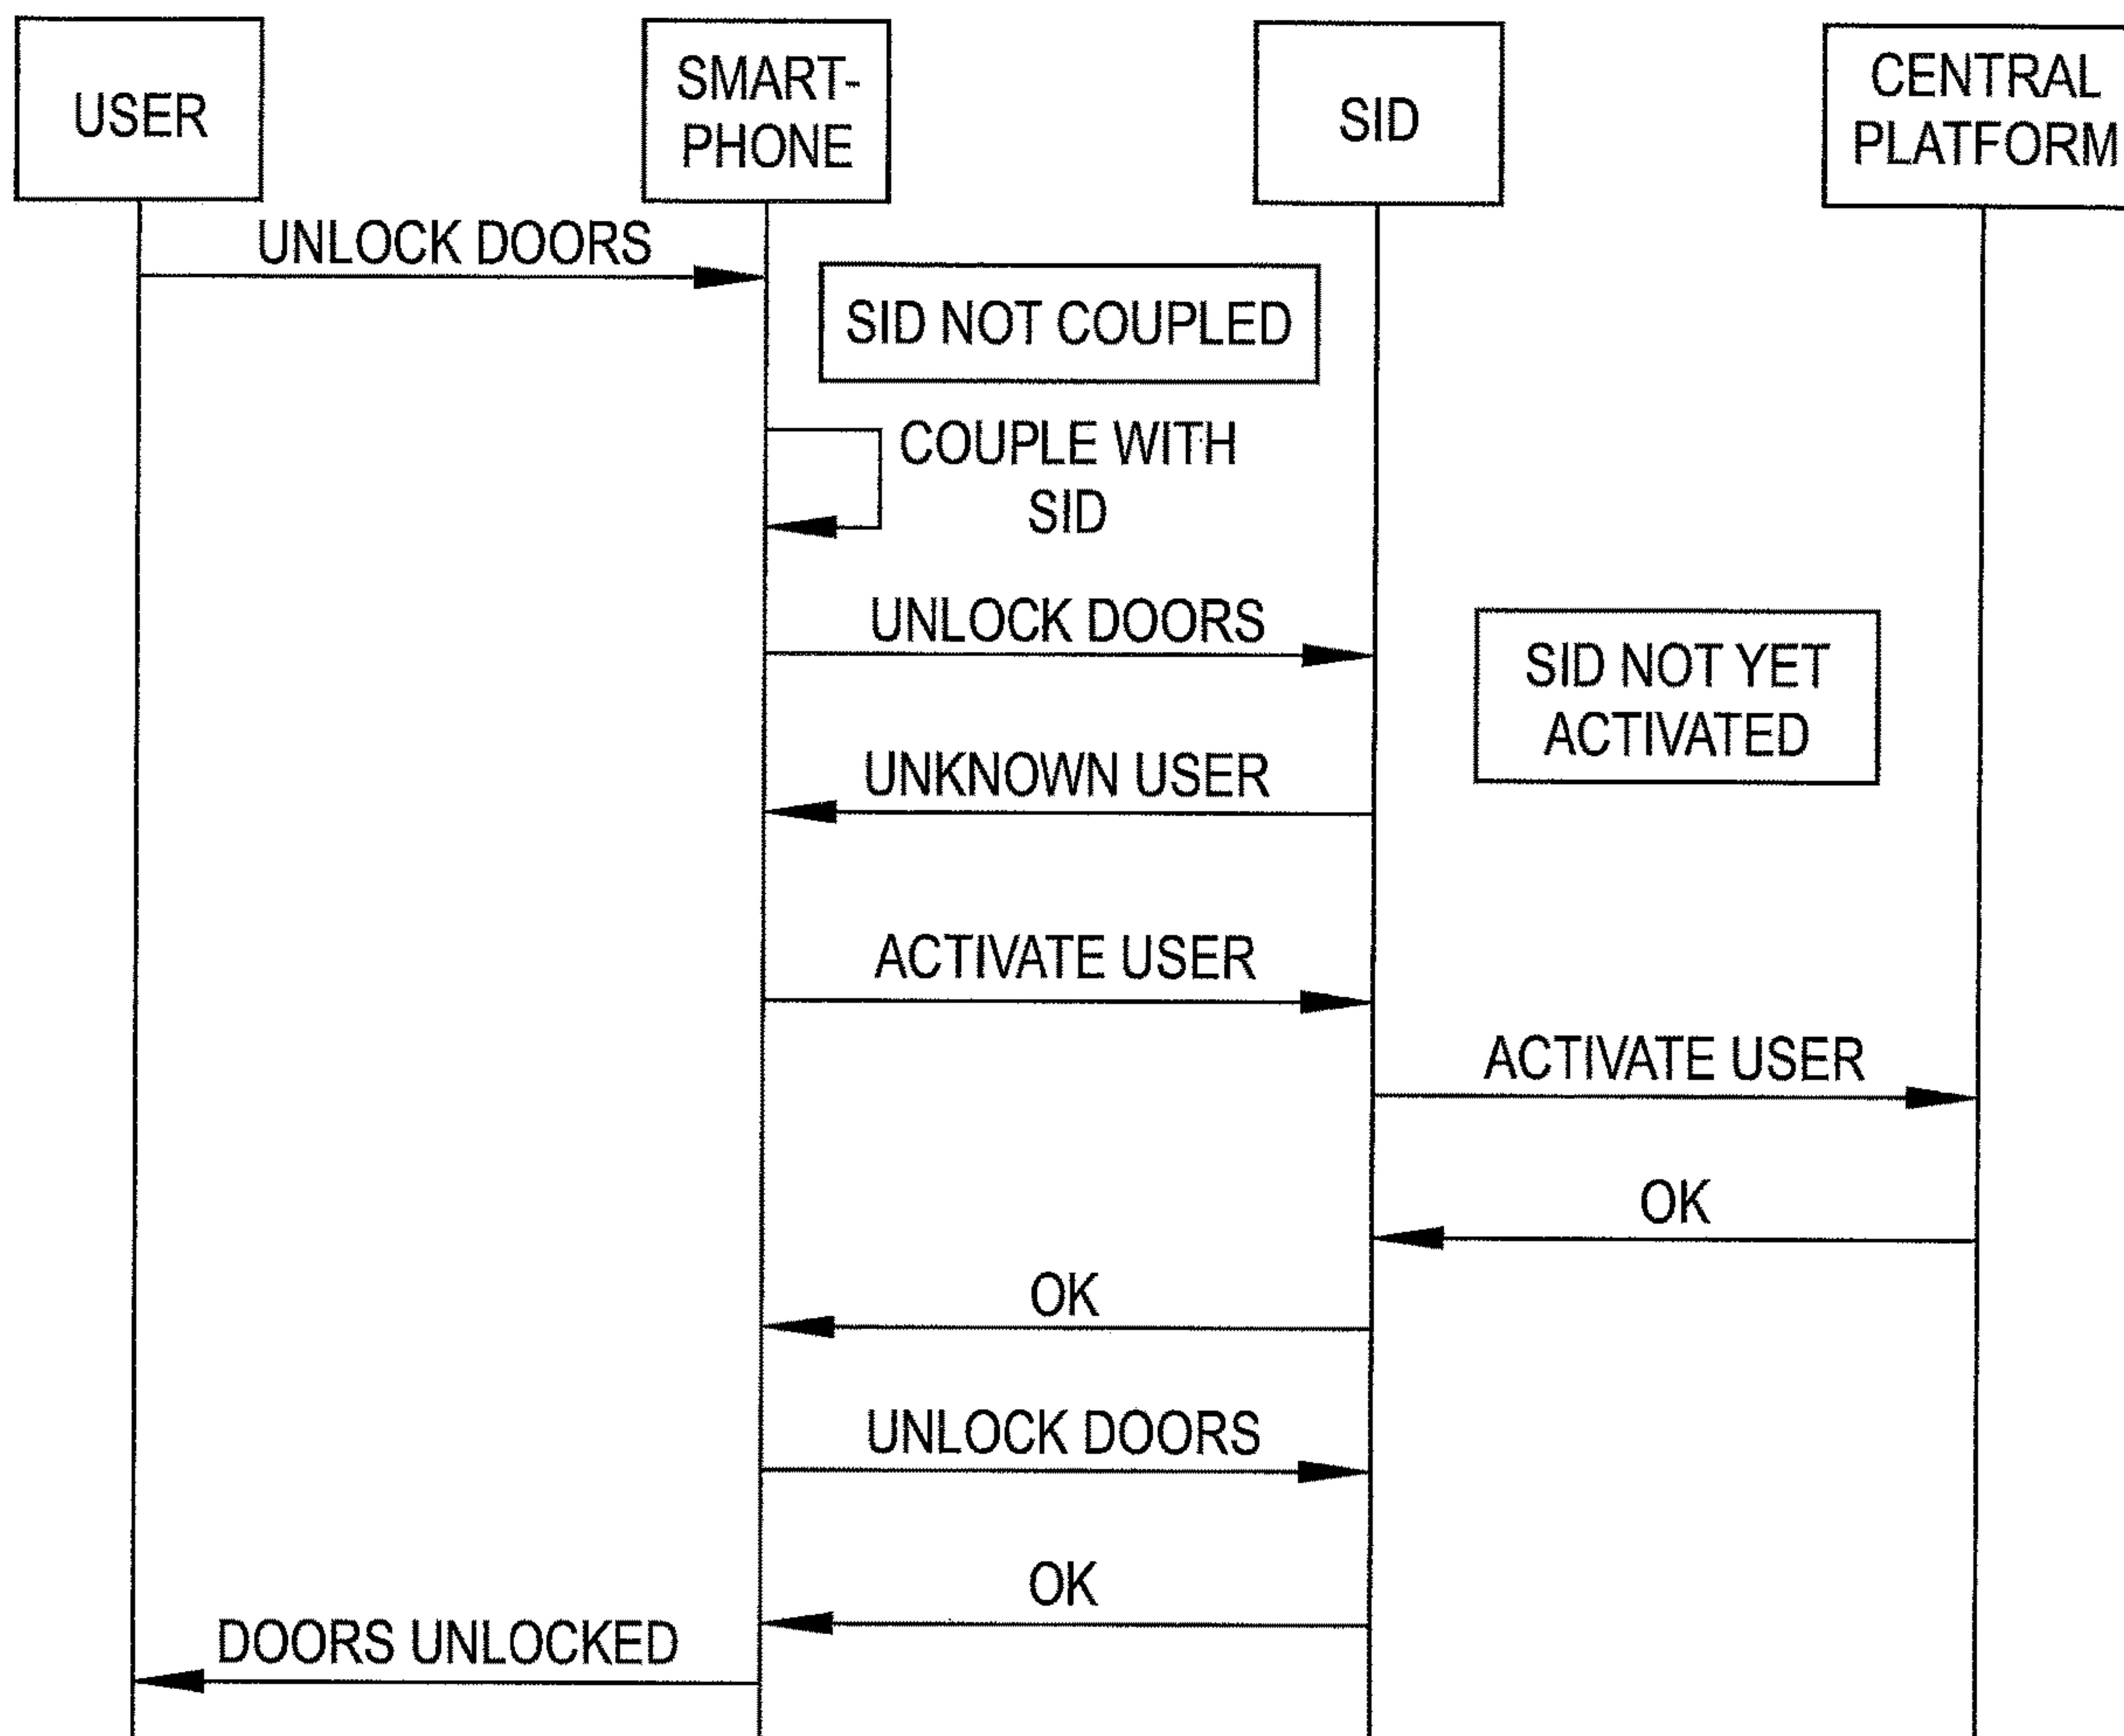 USER
SMART-
PHONE
SID
CENTRAL
PLATFORM
UNLOCK DOORS
SID NOT COUPLED
COUPLE WITH
SID
UNLOCK DOORS
SID NOT YET
ACTIVATED
UNKNOWN USER
ACTIVATE USER
ACTIVATE USER
OK
OK
UNLOCK DOORS
OK
DOORS UNLOCKED